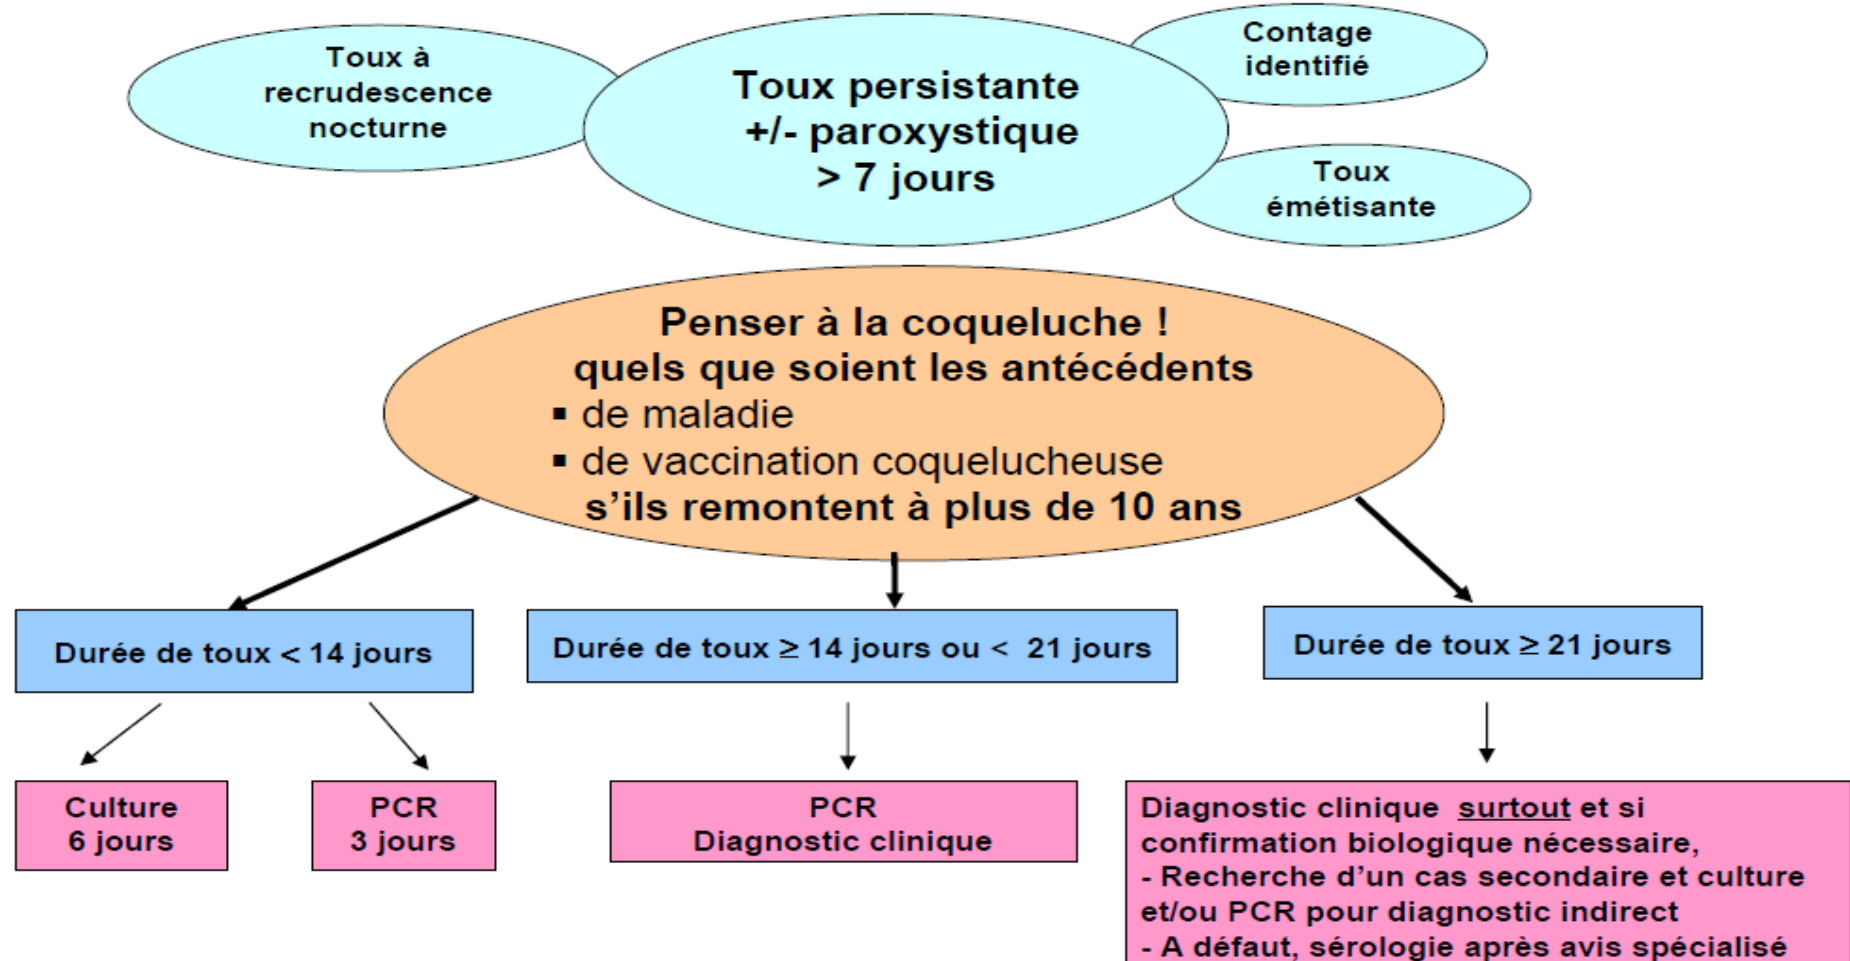 Toux à
recrudescence
nocturne
Toux persistante
+/- paroxystique
> 7 jours
Contage
identifié
Toux
émétisante
Penser à la coqueluche !
quels que soient les antécédents
▪ de maladie
▪ de vaccination coquelucheuse
s'ils remontent à plus de 10 ans
Durée de toux < 14 jours
Durée de toux ≥ 14 jours ou < 21 jours
Durée de toux ≥ 21 jours
Culture
6 jours
PCR
3 jours
PCR
Diagnostic clinique
Diagnostic clinique surtout et si
confirmation biologique nécessaire,
- Recherche d'un cas secondaire et culture
et/ou PCR pour diagnostic indirect
- A défaut, sérologie après avis spécialisé